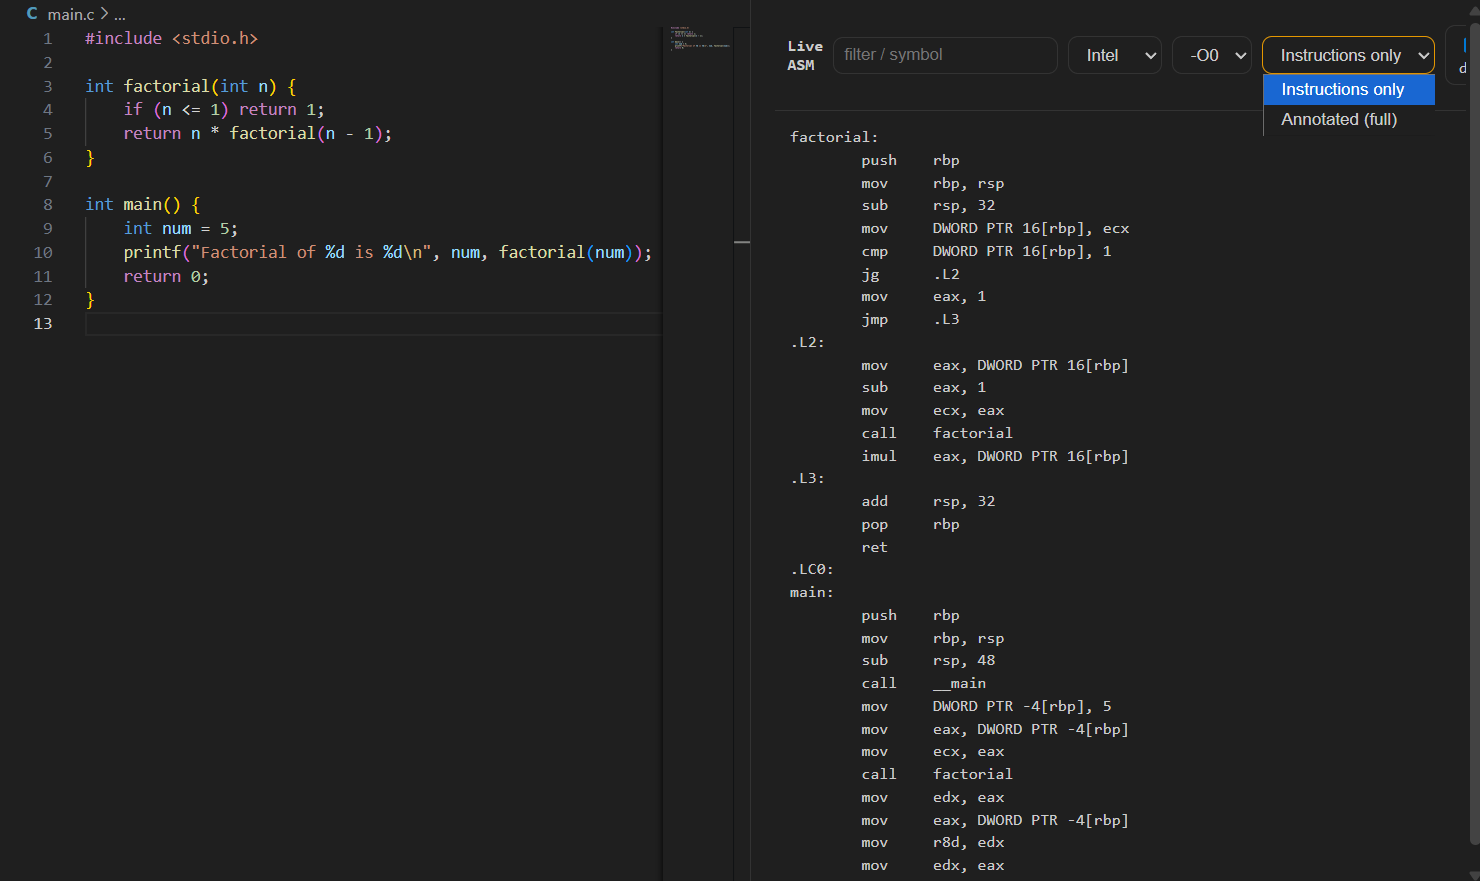 C main.c > ...
1 #include <stdio.h>
2
3 int factorial(int n) {
4 if (n <= 1) return 1;
5 return n * factorial(n - 1);
6 }
7
8 int main() {
9 int num = 5;
10 printf("Factorial of %d is %d\n", num, factorial(num));
11 return 0;
12 }
13
Live ASM
filter / symbol
Intel
-O0
Instructions only
d
Instructions only
Annotated (full)
factorial:
push rbp
mov rbp, rsp
sub rsp, 32
mov DWORD PTR 16[rbp], ecx
cmp DWORD PTR 16[rbp], 1
jg .L2
mov eax, 1
jmp .L3
.L2:
mov eax, DWORD PTR 16[rbp]
sub eax, 1
mov ecx, eax
call factorial
imul eax, DWORD PTR 16[rbp]
.L3:
add rsp, 32
pop rbp
ret
.LC0:
main:
push rbp
mov rbp, rsp
sub rsp, 48
call __main
mov DWORD PTR -4[rbp], 5
mov eax, DWORD PTR -4[rbp]
mov ecx, eax
call factorial
mov edx, eax
mov eax, DWORD PTR -4[rbp]
mov r8d, edx
mov edx, eax